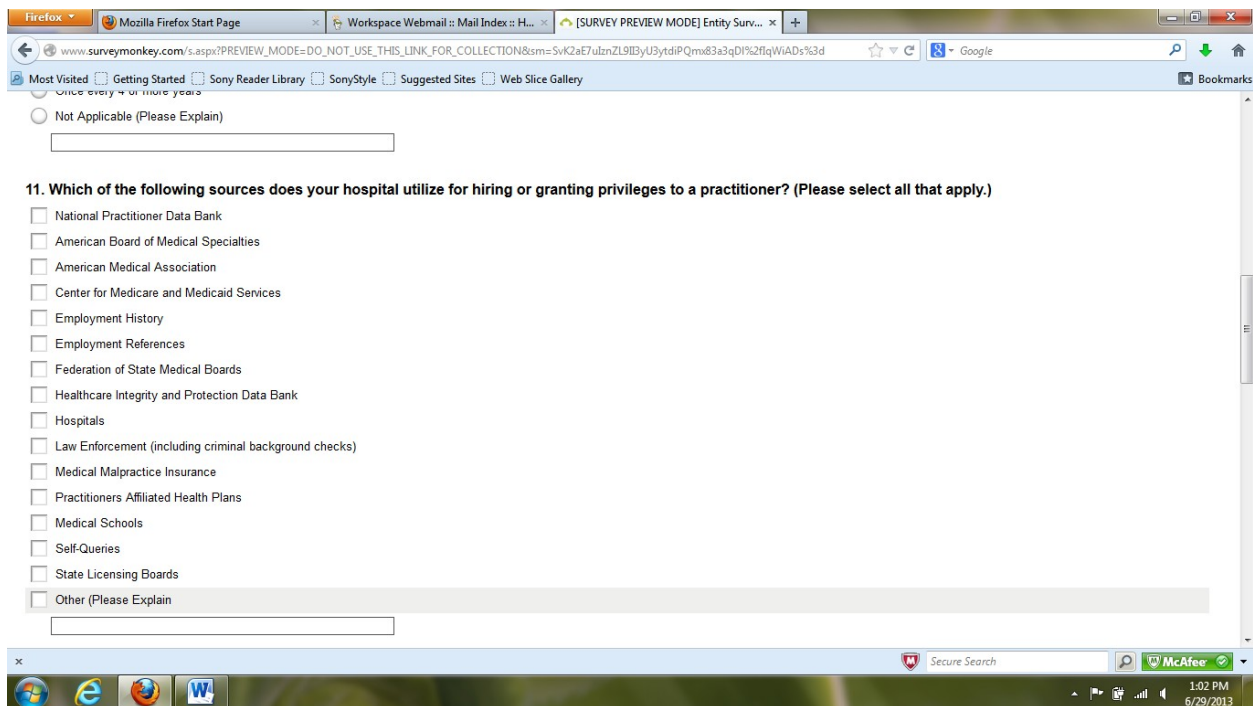 Firefox
Mozilla Firefox Start Page
Workspace Webmail :: Mail Index :: H...
[SURVEY PREVIEW MODE] Entity Surv...
www.surveymonkey.com/s.aspx?PREVIEW_MODE=DO_NOT_USE_THIS_LINK_FOR_COLLECTION&sm=
Google
Most Visited Getting Started Sony Reader Library SonyStyle Suggested Sites Web Slice Gallery Bookmarks
Once every 4 or more years
Not Applicable (Please Explain)
11. Which of the following sources does your hospital utilize for hiring or granting privileges to a practitioner? (Please select all that apply.)
National Practitioner Data Bank
American Board of Medical Specialties
American Medical Association
Center for Medicare and Medicaid Services
Employment History
Employment References
Federation of State Medical Boards
Healthcare Integrity and Protection Data Bank
Hospitals
Law Enforcement (including criminal background checks)
Medical Malpractice Insurance
Practitioners Affiliated Health Plans
Medical Schools
Self-Queries
State Licensing Boards
Other (Please Explain
Secure Search
McAfee
1:02 PM
6/29/2013